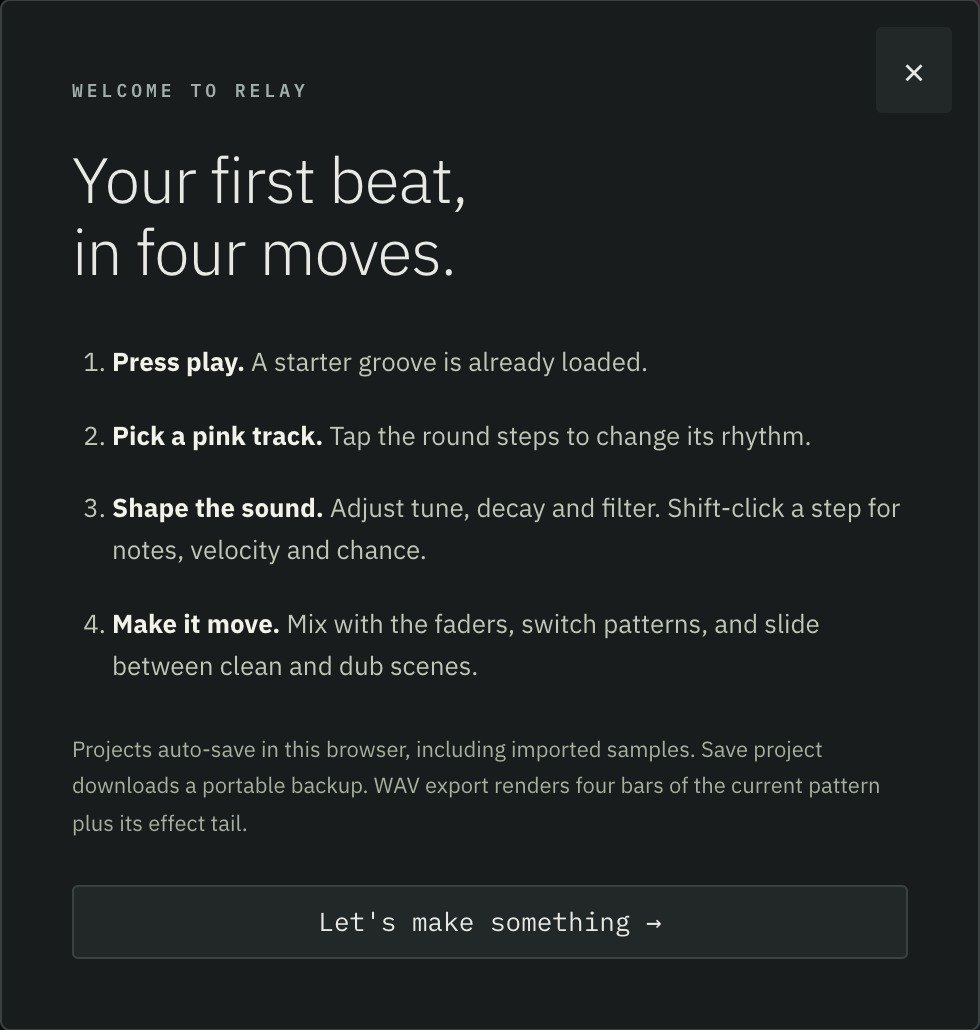 WELCOME TO RELAY
×
Your first beat,
in four moves.
1. Press play. A starter groove is already loaded.
2. Pick a pink track. Tap the round steps to change its rhythm.
3. Shape the sound. Adjust tune, decay and filter. Shift-click a step for
notes, velocity and chance.
4. Make it move. Mix with the faders, switch patterns, and slide
between clean and dub scenes.
Projects auto-save in this browser, including imported samples. Save project
downloads a portable backup. WAV export renders four bars of the current pattern
plus its effect tail.
Let's make something →